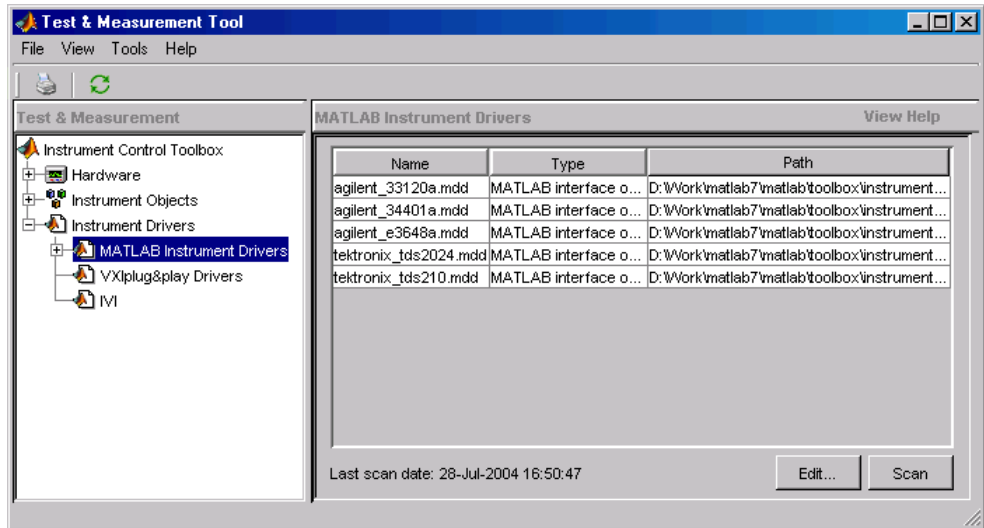 Test & Measurement Tool
File View Tools Help
Test & Measurement
Instrument Control Toolbox
Hardware
Instrument Objects
Instrument Drivers
MATLAB Instrument Drivers
VXIplug&play Drivers
IVI
MATLAB Instrument Drivers View Help
Name Type Path
agilent_33120a.mdd MATLAB interface o... D:\Work\matlab7\matlab\toolbox\instrument...
agilent_34401a.mdd MATLAB interface o... D:\Work\matlab7\matlab\toolbox\instrument...
agilent_e3648a.mdd MATLAB interface o... D:\Work\matlab7\matlab\toolbox\instrument...
tektronix_tds2024.mdd MATLAB interface o... D:\Work\matlab7\matlab\toolbox\instrument...
tektronix_tds210.mdd MATLAB interface o... D:\Work\matlab7\matlab\toolbox\instrument...
Last scan date: 28-Jul-2004 16:50:47
Edit... Scan